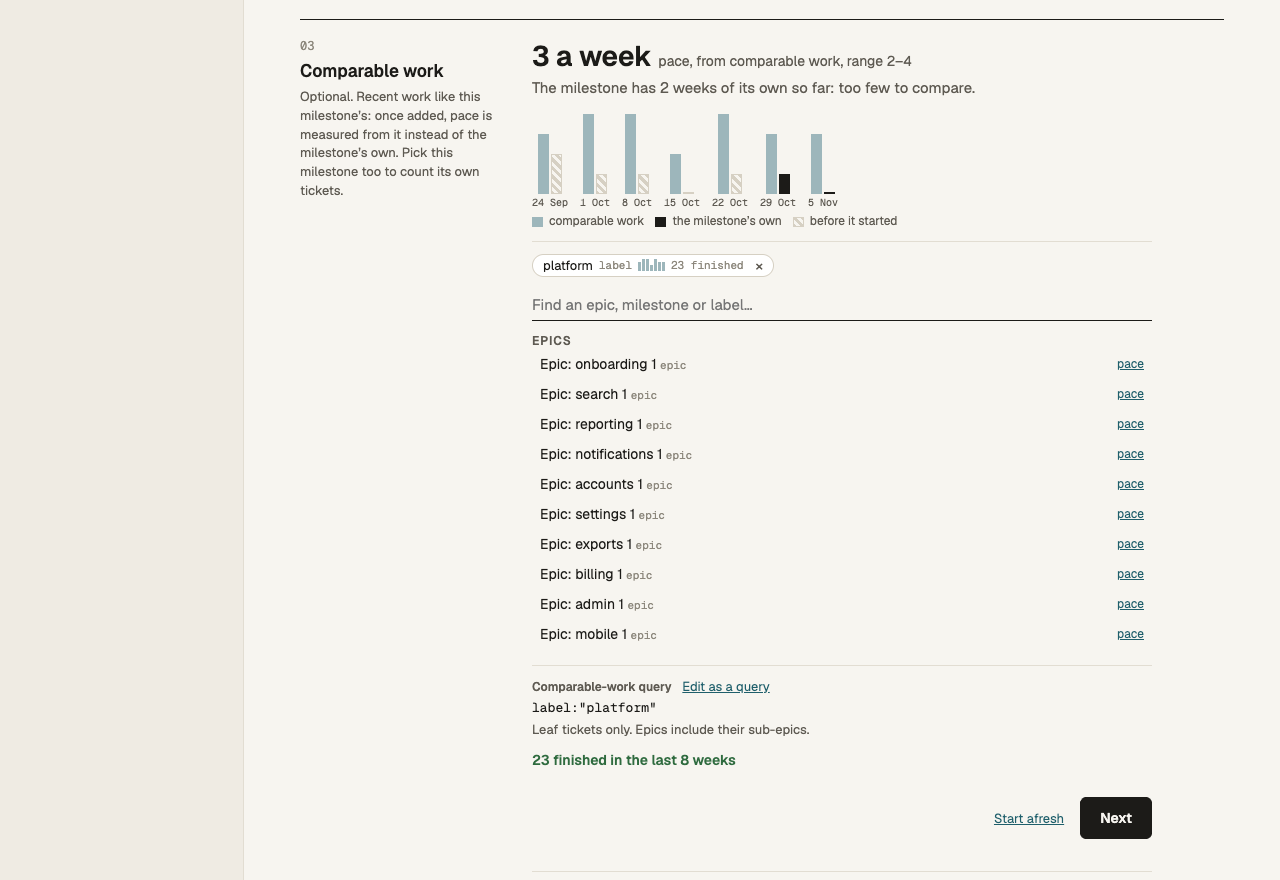 03
Comparable work
Optional. Recent work like this
milestone's: once added, pace is
measured from it instead of the
milestone's own. Pick this
milestone too to count its own
tickets.
3 a week pace, from comparable work, range 2–4
The milestone has 2 weeks of its own so far: too few to compare.
24 Sep 1 Oct 8 Oct 15 Oct 22 Oct 29 Oct 5 Nov
comparable work the milestone's own before it started
platform label 23 finished ×
Find an epic, milestone or label…
EPICS
Epic: onboarding 1 epic pace
Epic: search 1 epic pace
Epic: reporting 1 epic pace
Epic: notifications 1 epic pace
Epic: accounts 1 epic pace
Epic: settings 1 epic pace
Epic: exports 1 epic pace
Epic: billing 1 epic pace
Epic: admin 1 epic pace
Epic: mobile 1 epic pace
Comparable-work query Edit as a query
label:"platform"
Leaf tickets only. Epics include their sub-epics.
23 finished in the last 8 weeks
Start afresh Next